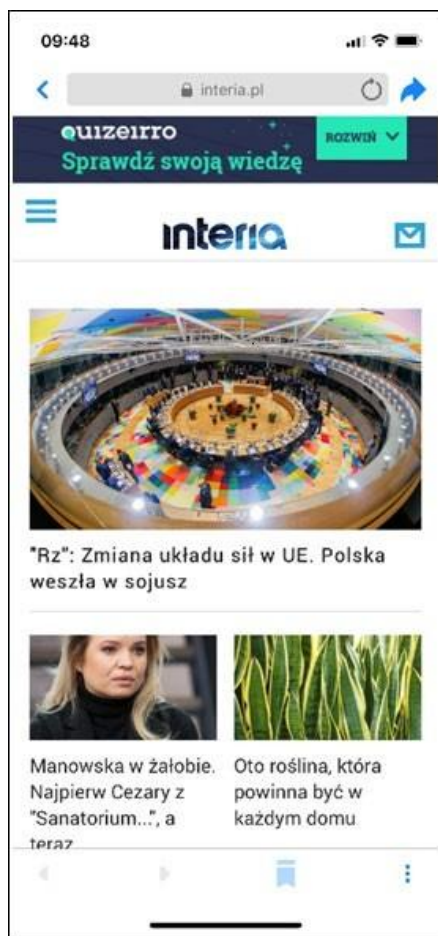 09:48
interia.pl
QUIZEIRRO
ROZWIŃ
Sprawdź swoją wiedzę
interia
"Rz": Zmiana układu sił w UE. Polska
weszła w sojusz
Manowska w żałobie.
Najpierw Cezary z
"Sanatorium...", a
teraz
Oto roślina, która
powinna być w
każdym domu